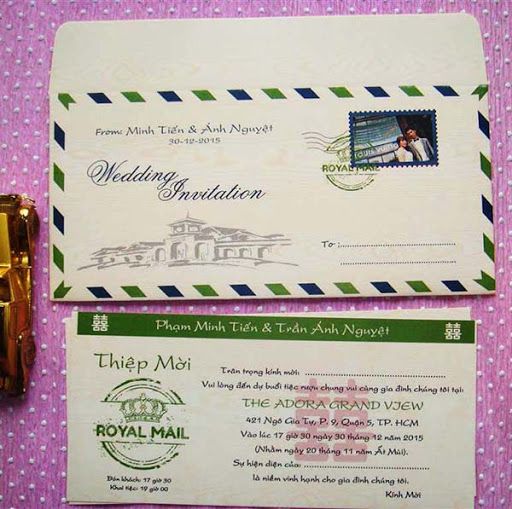 From: Minh Tiến & Ánh Nguyệt
30-12-2015
Wedding
Invitation
ROYAL MAIL
To :
囍 Phạm Minh Tiến & Trần Ánh Nguyệt 囍
Thiệp Mời
ROYAL MAIL
Đón khách: 17 giờ 30
Khai tiệc: 19 giờ 00
Trân trọng kính mời:
Vui lòng đến dự buổi tiệc rượu chung vui cùng gia đình chúng tôi tại:
THE ADORA GRAND VIEW
421 Ngô Gia Tự, P. 9, Quận 5, TP. HCM
Vào lúc 17 giờ 30 ngày 30 tháng 12 năm 2015
(Nhằm ngày 20 tháng 11 năm Ất Mùi).
Sự hiện diện của:
là niềm vinh hạnh cho gia đình chúng tôi.
Kính Mời